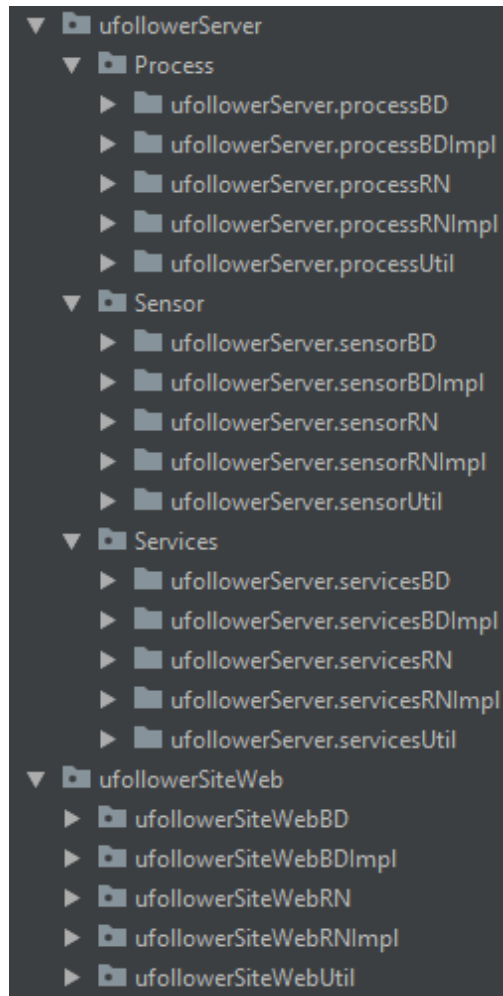 ufollowerServer
Process
ufollowerServer.processBD
ufollowerServer.processBDImpl
ufollowerServer.processRN
ufollowerServer.processRNImpl
ufollowerServer.processUtil
Sensor
ufollowerServer.sensorBD
ufollowerServer.sensorBDImpl
ufollowerServer.sensorRN
ufollowerServer.sensorRNImpl
ufollowerServer.sensorUtil
Services
ufollowerServer.servicesBD
ufollowerServer.servicesBDImpl
ufollowerServer.servicesRN
ufollowerServer.servicesRNImpl
ufollowerServer.servicesUtil
ufollowerSiteWeb
ufollowerSiteWebBD
ufollowerSiteWebBDImpl
ufollowerSiteWebRN
ufollowerSiteWebRNImpl
ufollowerSiteWebUtil